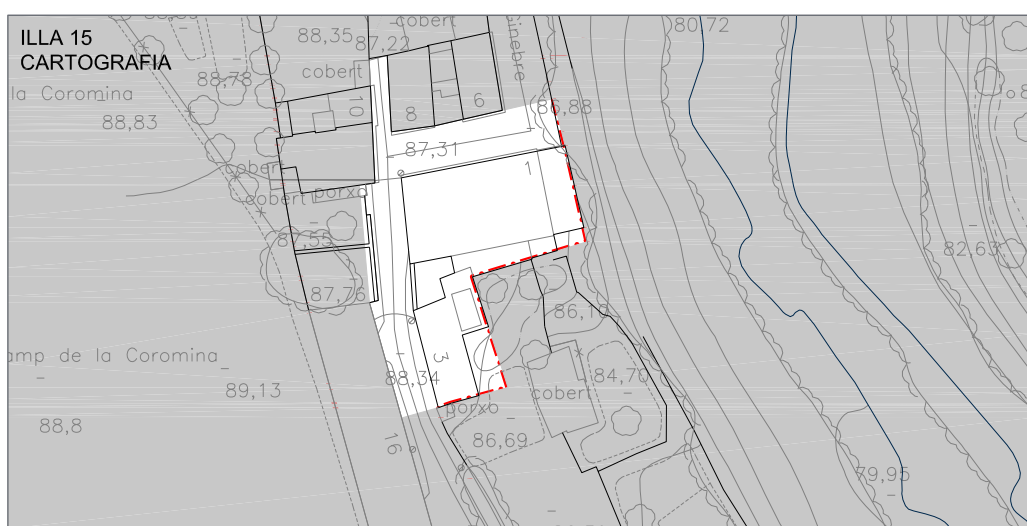 ILLA 15
CARTOGRAFIA
cobert
80,72
88,35
87,22
88,78
cobert
la Coromina
10
8
6
86,88
88,83
87,31
cobert
1
cobert
porxo
87,55
82,63
87,76
86,10
amp de la Coromina
3
88,34
84,70
89,13
cobert
porxo
88,8
86,69
16
79,95